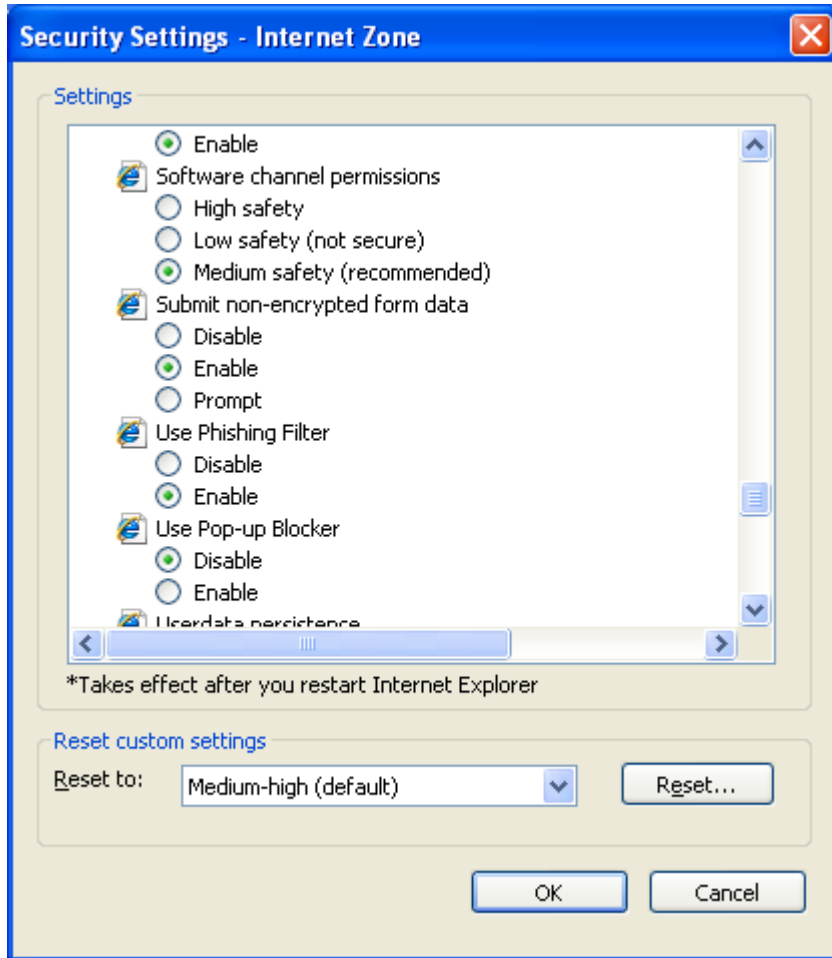 Security Settings - Internet Zone
Settings
Enable
Software channel permissions
High safety
Low safety (not secure)
Medium safety (recommended)
Submit non-encrypted form data
Disable
Enable
Prompt
Use Phishing Filter
Disable
Enable
Use Pop-up Blocker
Disable
Enable
Userdata persistence
*Takes effect after you restart Internet Explorer
Reset custom settings
Reset to: Medium-high (default) Reset...
OK Cancel